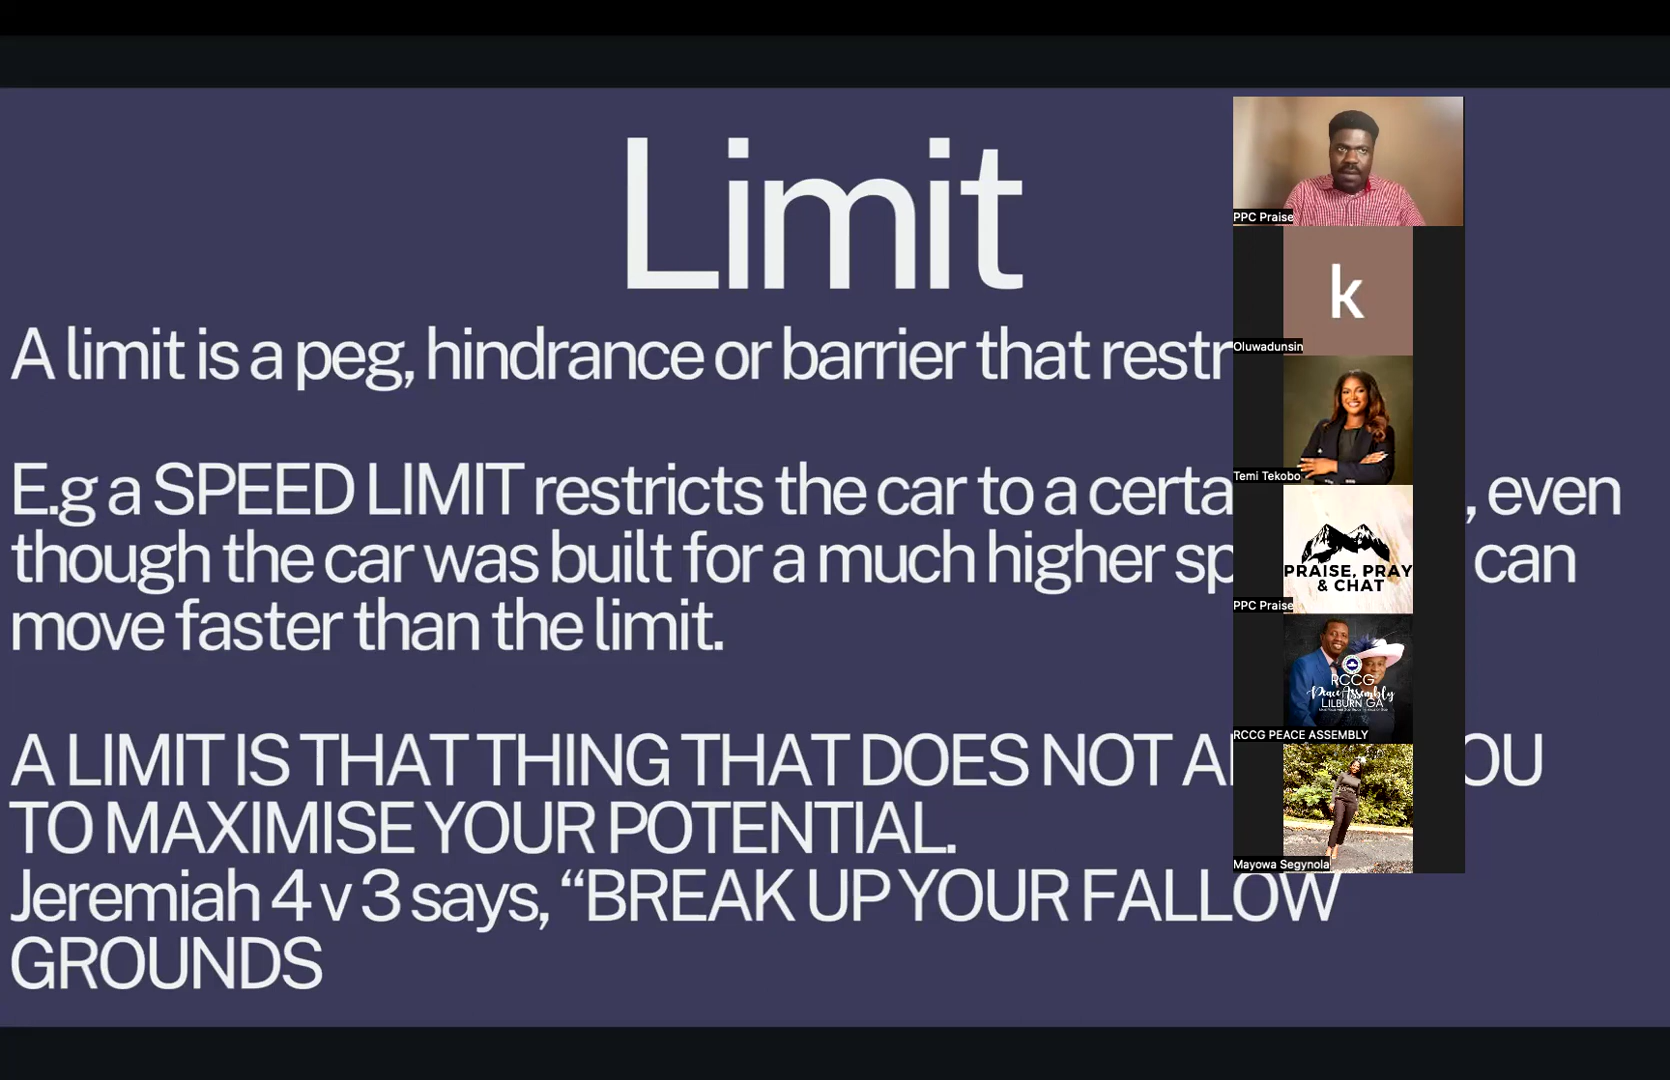 Limit
A limit is a peg, hindrance or barrier that restr
E.g a SPEED LIMIT restricts the car to a certa , even
though the car was built for a much higher sp can
move faster than the limit.
A LIMIT IS THAT THING THAT DOES NOT A OU
TO MAXIMISE YOUR POTENTIAL.
Jeremiah 4 v 3 says, “BREAK UP YOUR FALLOW
GROUNDS
PPC Praise
k
Oluwadunsin
Temi Tekobo
PRAISE, PRAY
& CHAT
PPC Praise
RCCG
Peace Assembly
LILBURN GA
RCCG PEACE ASSEMBLY
Mayowa Segynola